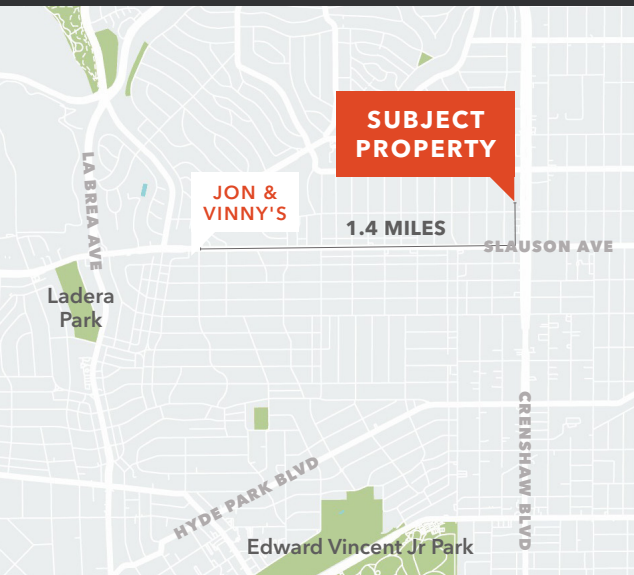 SUBJECT
PROPERTY
LA BREA AVE
JON &
VINNY'S
1.4 MILES
SLAUSON AVE
Ladera
Park
CRENSHAW BLVD
HYDE PARK BLVD
Edward Vincent Jr Park